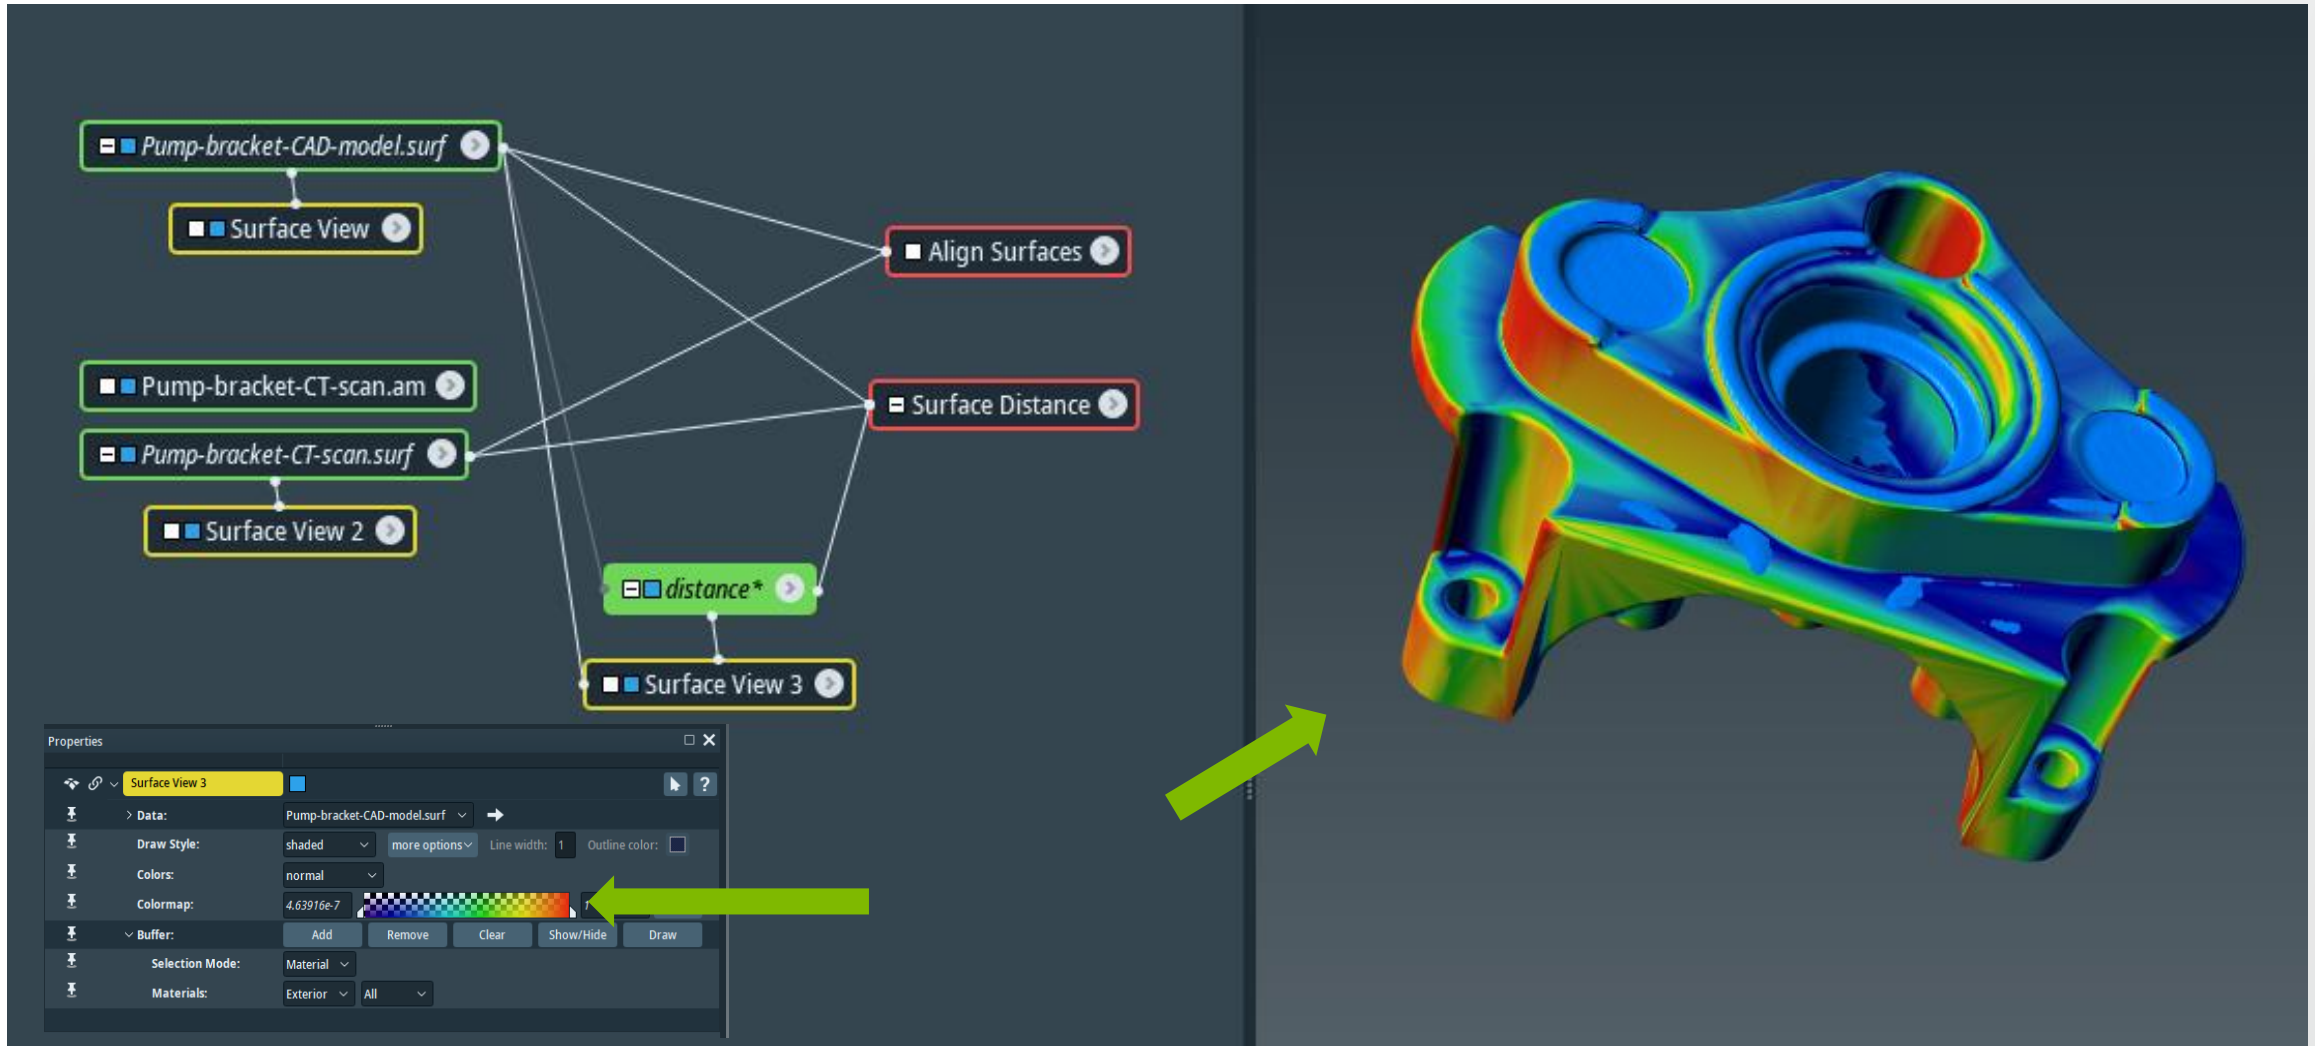 Pump-bracket-CAD-model.surf
Surface View
Align Surfaces
Pump-bracket-CT-scan.am
Surface Distance
Pump-bracket-CT-scan.surf
Surface View 2
distance*
Surface View 3
Properties
Surface View 3 ?
Data: Pump-bracket-CAD-model.surf
Draw Style: shaded more options Line width: 1 Outline color:
Colors: normal
Colormap: 4.63916e-7
Buffer: Add Remove Clear Show/Hide Draw
Selection Mode: Material
Materials: Exterior All